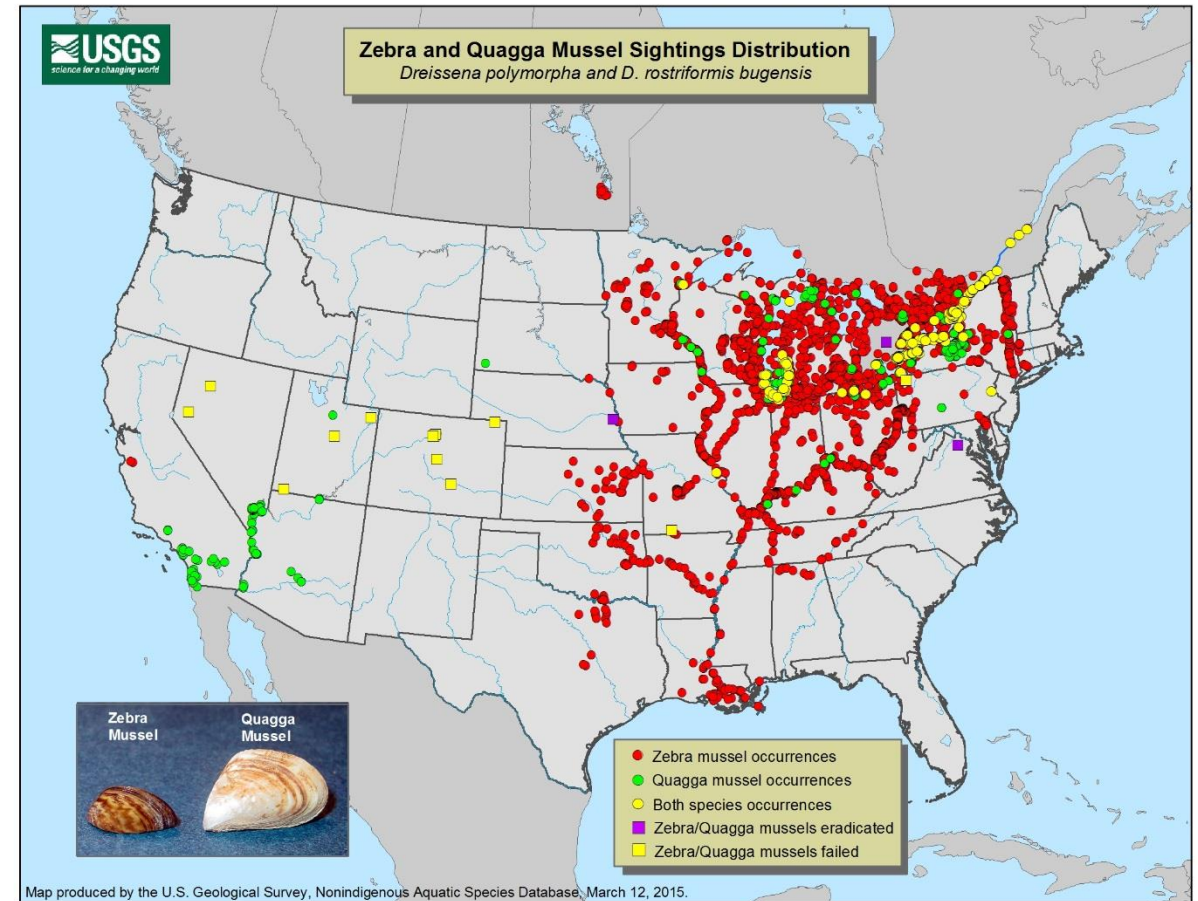 USGS
science for a changing world
Zebra and Quagga Mussel Sightings Distribution
Dreissena polymorpha and D. rostriformis bugensis
Zebra
Mussel
Quagga
Mussel
Zebra mussel occurrences
Quagga mussel occurrences
Both species occurrences
Zebra/Quagga mussels eradicated
Zebra/Quagga mussels failed
Map produced by the U.S. Geological Survey, Nonindigenous Aquatic Species Database, March 12, 2015.